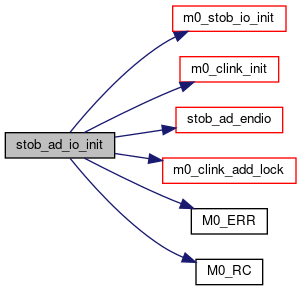 m0_stob_io_init
m0_clink_init
stob_ad_endio
stob_ad_io_init
m0_clink_add_lock
M0_ERR
M0_RC